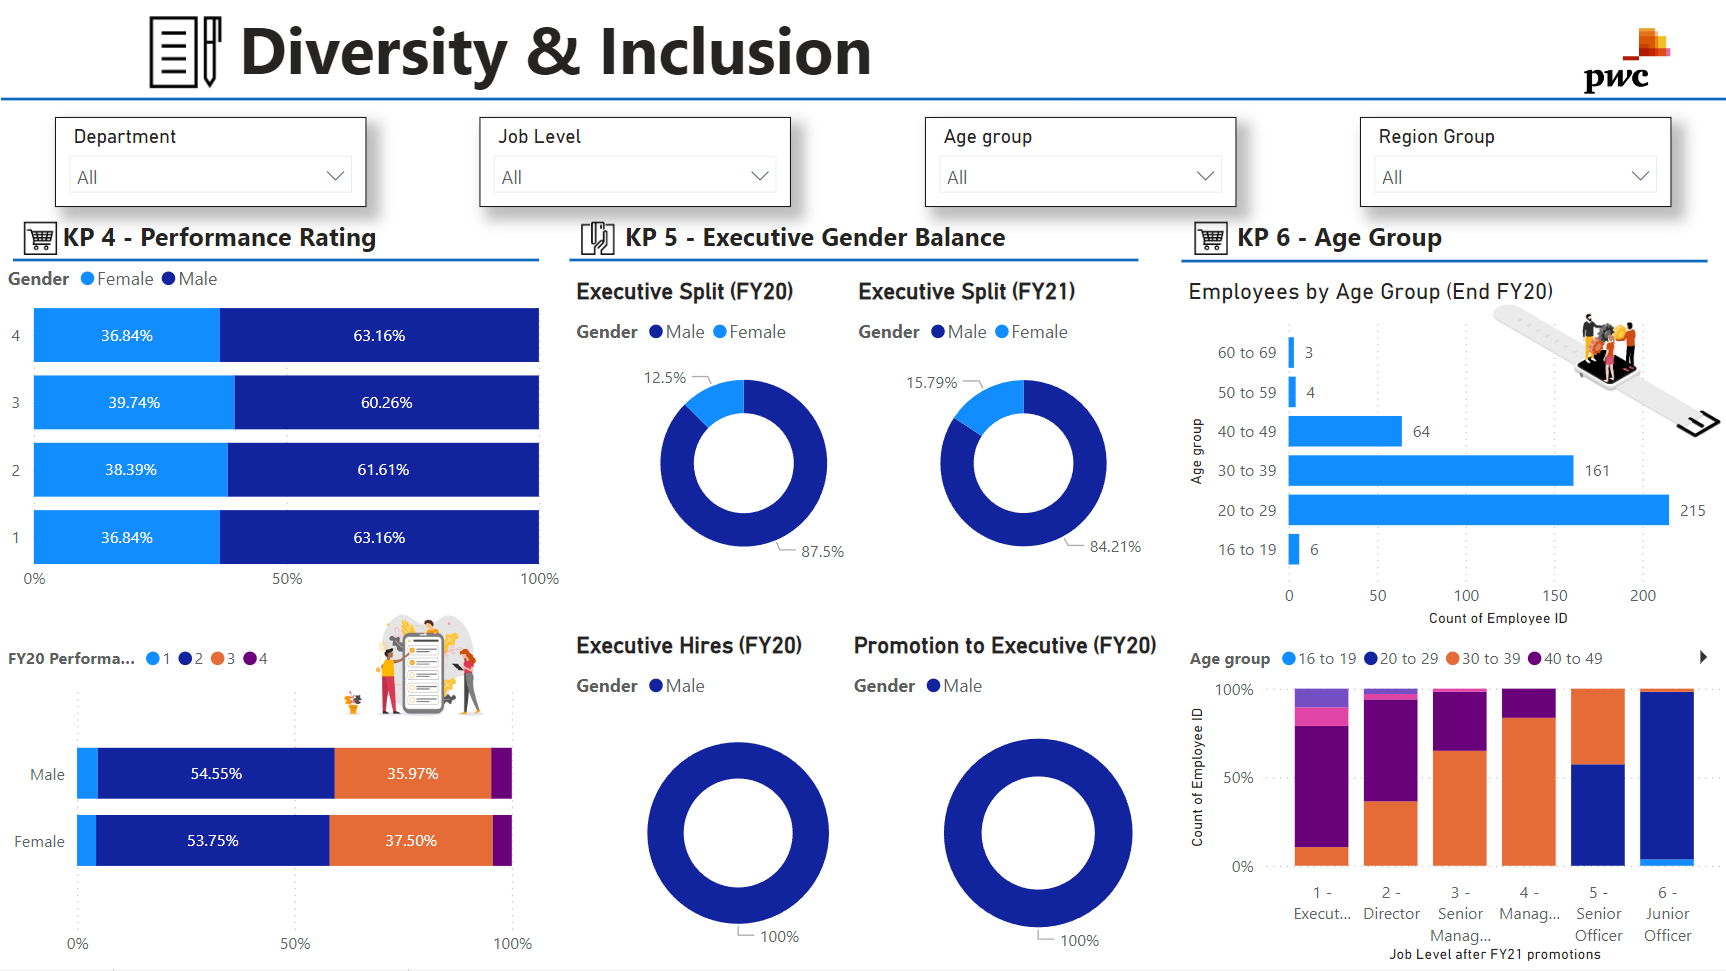 Diversity & Inclusion
pwc
Department
All
Job Level
All
Age group
All
Region Group
All
KP 4 - Performance Rating
Gender Female Male
4 36.84% 63.16%
3 39.74% 60.26%
2 38.39% 61.61%
1 36.84% 63.16%
0% 50% 100%
FY20 Performa... 1 2 3 4
Male 54.55% 35.97%
Female 53.75% 37.50%
0% 50% 100%
KP 5 - Executive Gender Balance
Executive Split (FY20)
Gender Male Female
12.5%
87.5%
Executive Split (FY21)
Gender Male Female
15.79%
84.21%
Executive Hires (FY20)
Gender Male
100%
Promotion to Executive (FY20)
Gender Male
100%
KP 6 - Age Group
Employees by Age Group (End FY20)
Age group
60 to 69 3
50 to 59 4
40 to 49 64
30 to 39 161
20 to 29 215
16 to 19 6
0 50 100 150 200
Count of Employee ID
Age group 16 to 19 20 to 29 30 to 39 40 to 49
Count of Employee ID
100%
50%
0%
1 - Execut...
2 - Director
3 - Senior Manag...
4 - Manag...
5 - Senior Officer
6 - Junior Officer
Job Level after FY21 promotions